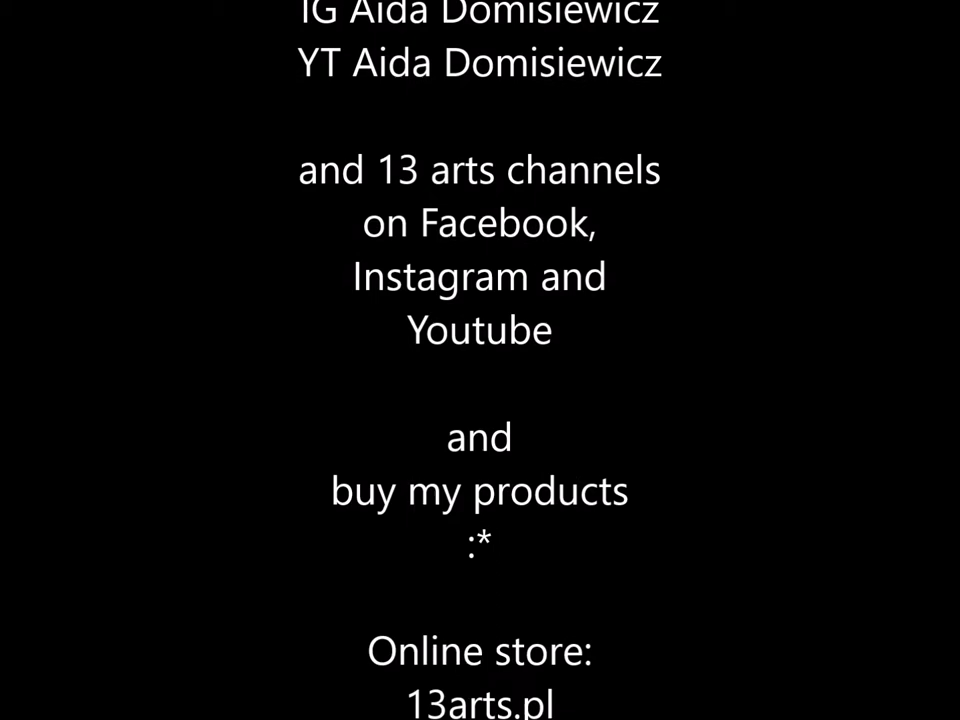 IG Aida Domisiewicz
YT Aida Domisiewicz
and 13 arts channels
on Facebook,
Instagram and
Youtube
and
buy my products
:*
Online store:
13arts.pl